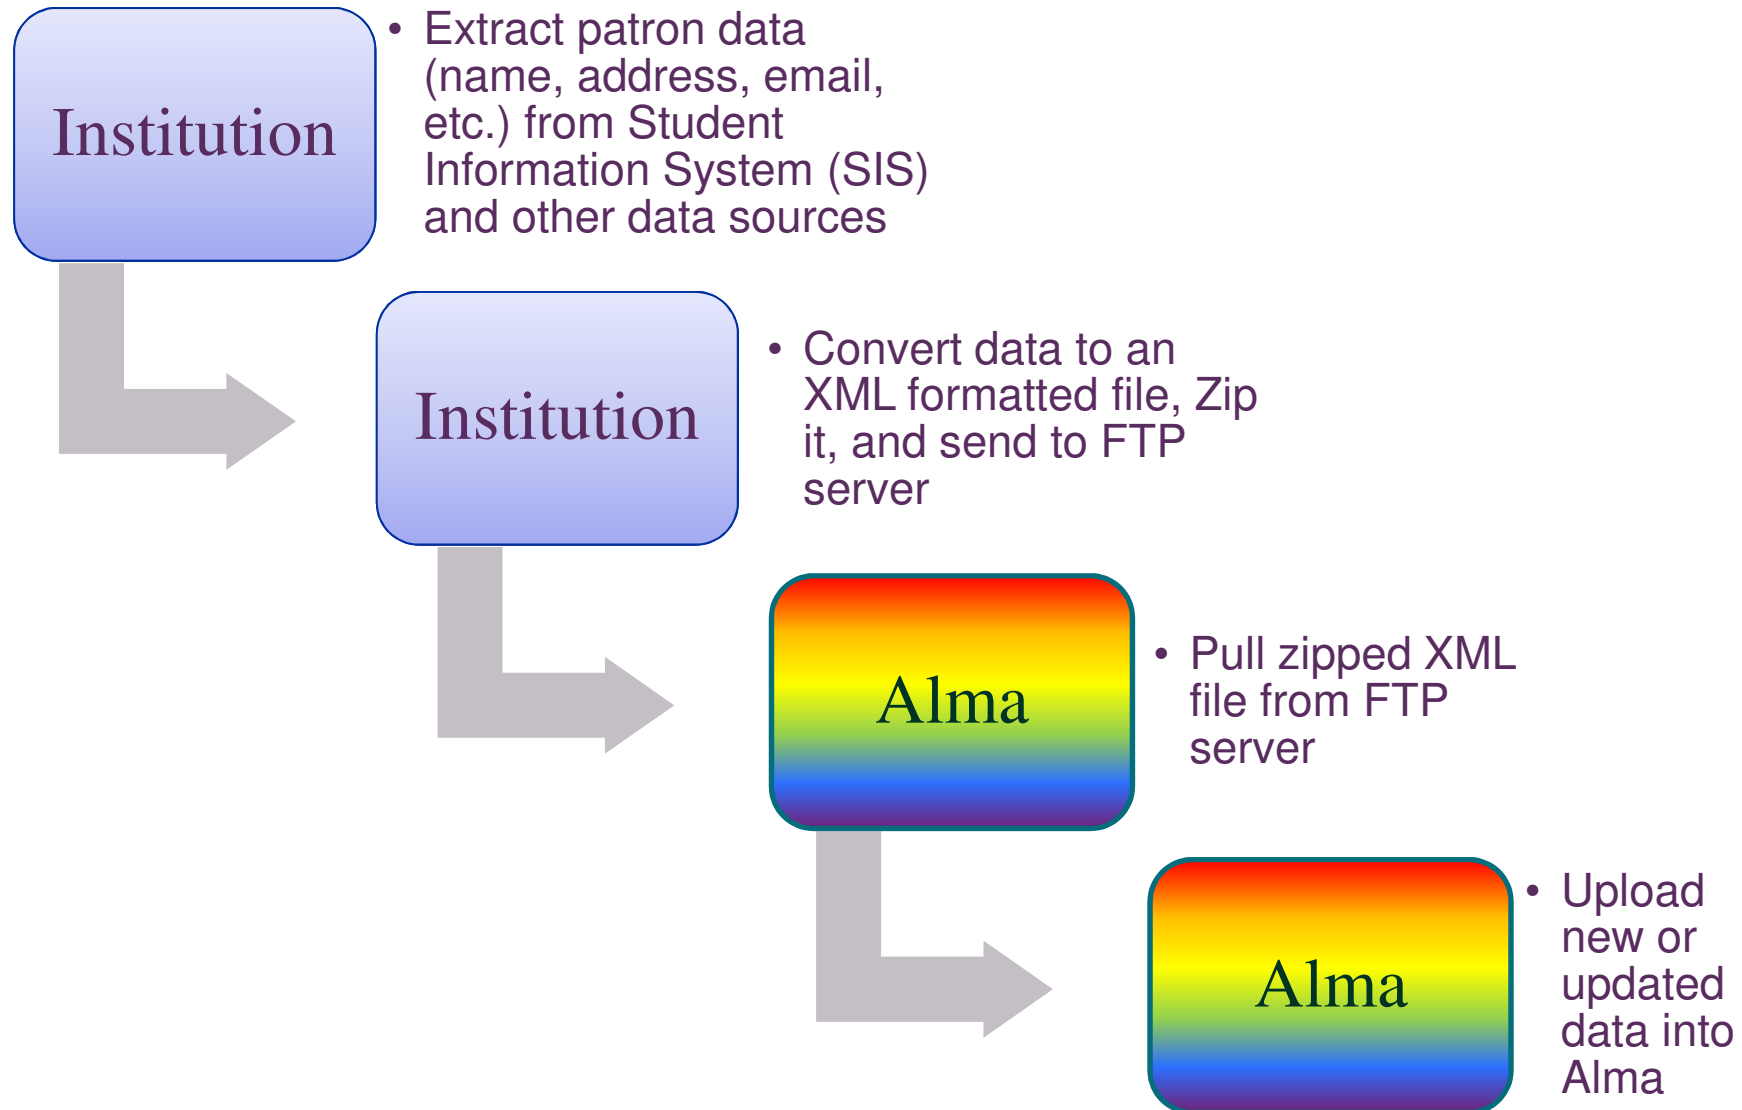 Institution
• Extract patron data
(name, address, email,
etc.) from Student
Information System (SIS)
and other data sources
Institution
• Convert data to an
XML formatted file, Zip
it, and send to FTP
server
Alma
• Pull zipped XML
file from FTP
server
Alma
• Upload
new or
updated
data into
Alma